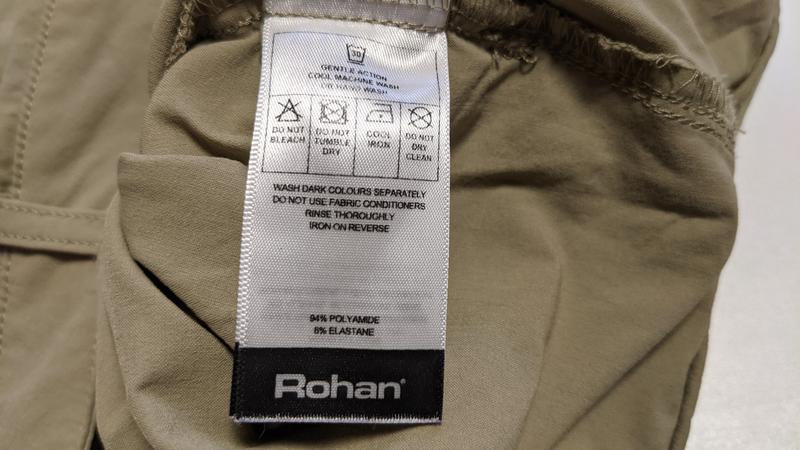 30
GENTLE ACTION
COOL MACHINE WASH
OR HAND WASH
DO NOT
BLEACH
DO NOT
TUMBLE
DRY
COOL
IRON
DO NOT
DRY
CLEAN
WASH DARK COLOURS SEPARATELY
DO NOT USE FABRIC CONDITIONERS
RINSE THOROUGHLY
IRON ON REVERSE
94% POLYAMIDE
6% ELASTANE
Rohan®